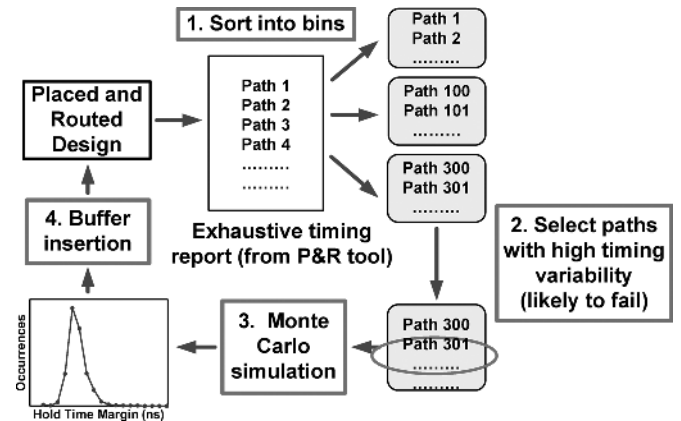 1. Sort into bins
Placed and
Routed
Design
Path 1
Path 2
Path 3
Path 4
.........
.........
Path 1
Path 2
.........
Path 100
Path 101
.........
Path 300
Path 301
.........
Exhaustive timing
report (from P&R tool)
2. Select paths
with high timing
variability
(likely to fail)
Path 300
Path 301
.........
.........
3. Monte
Carlo
simulation
4. Buffer
insertion
Occurrences
Hold Time Margin (ns)